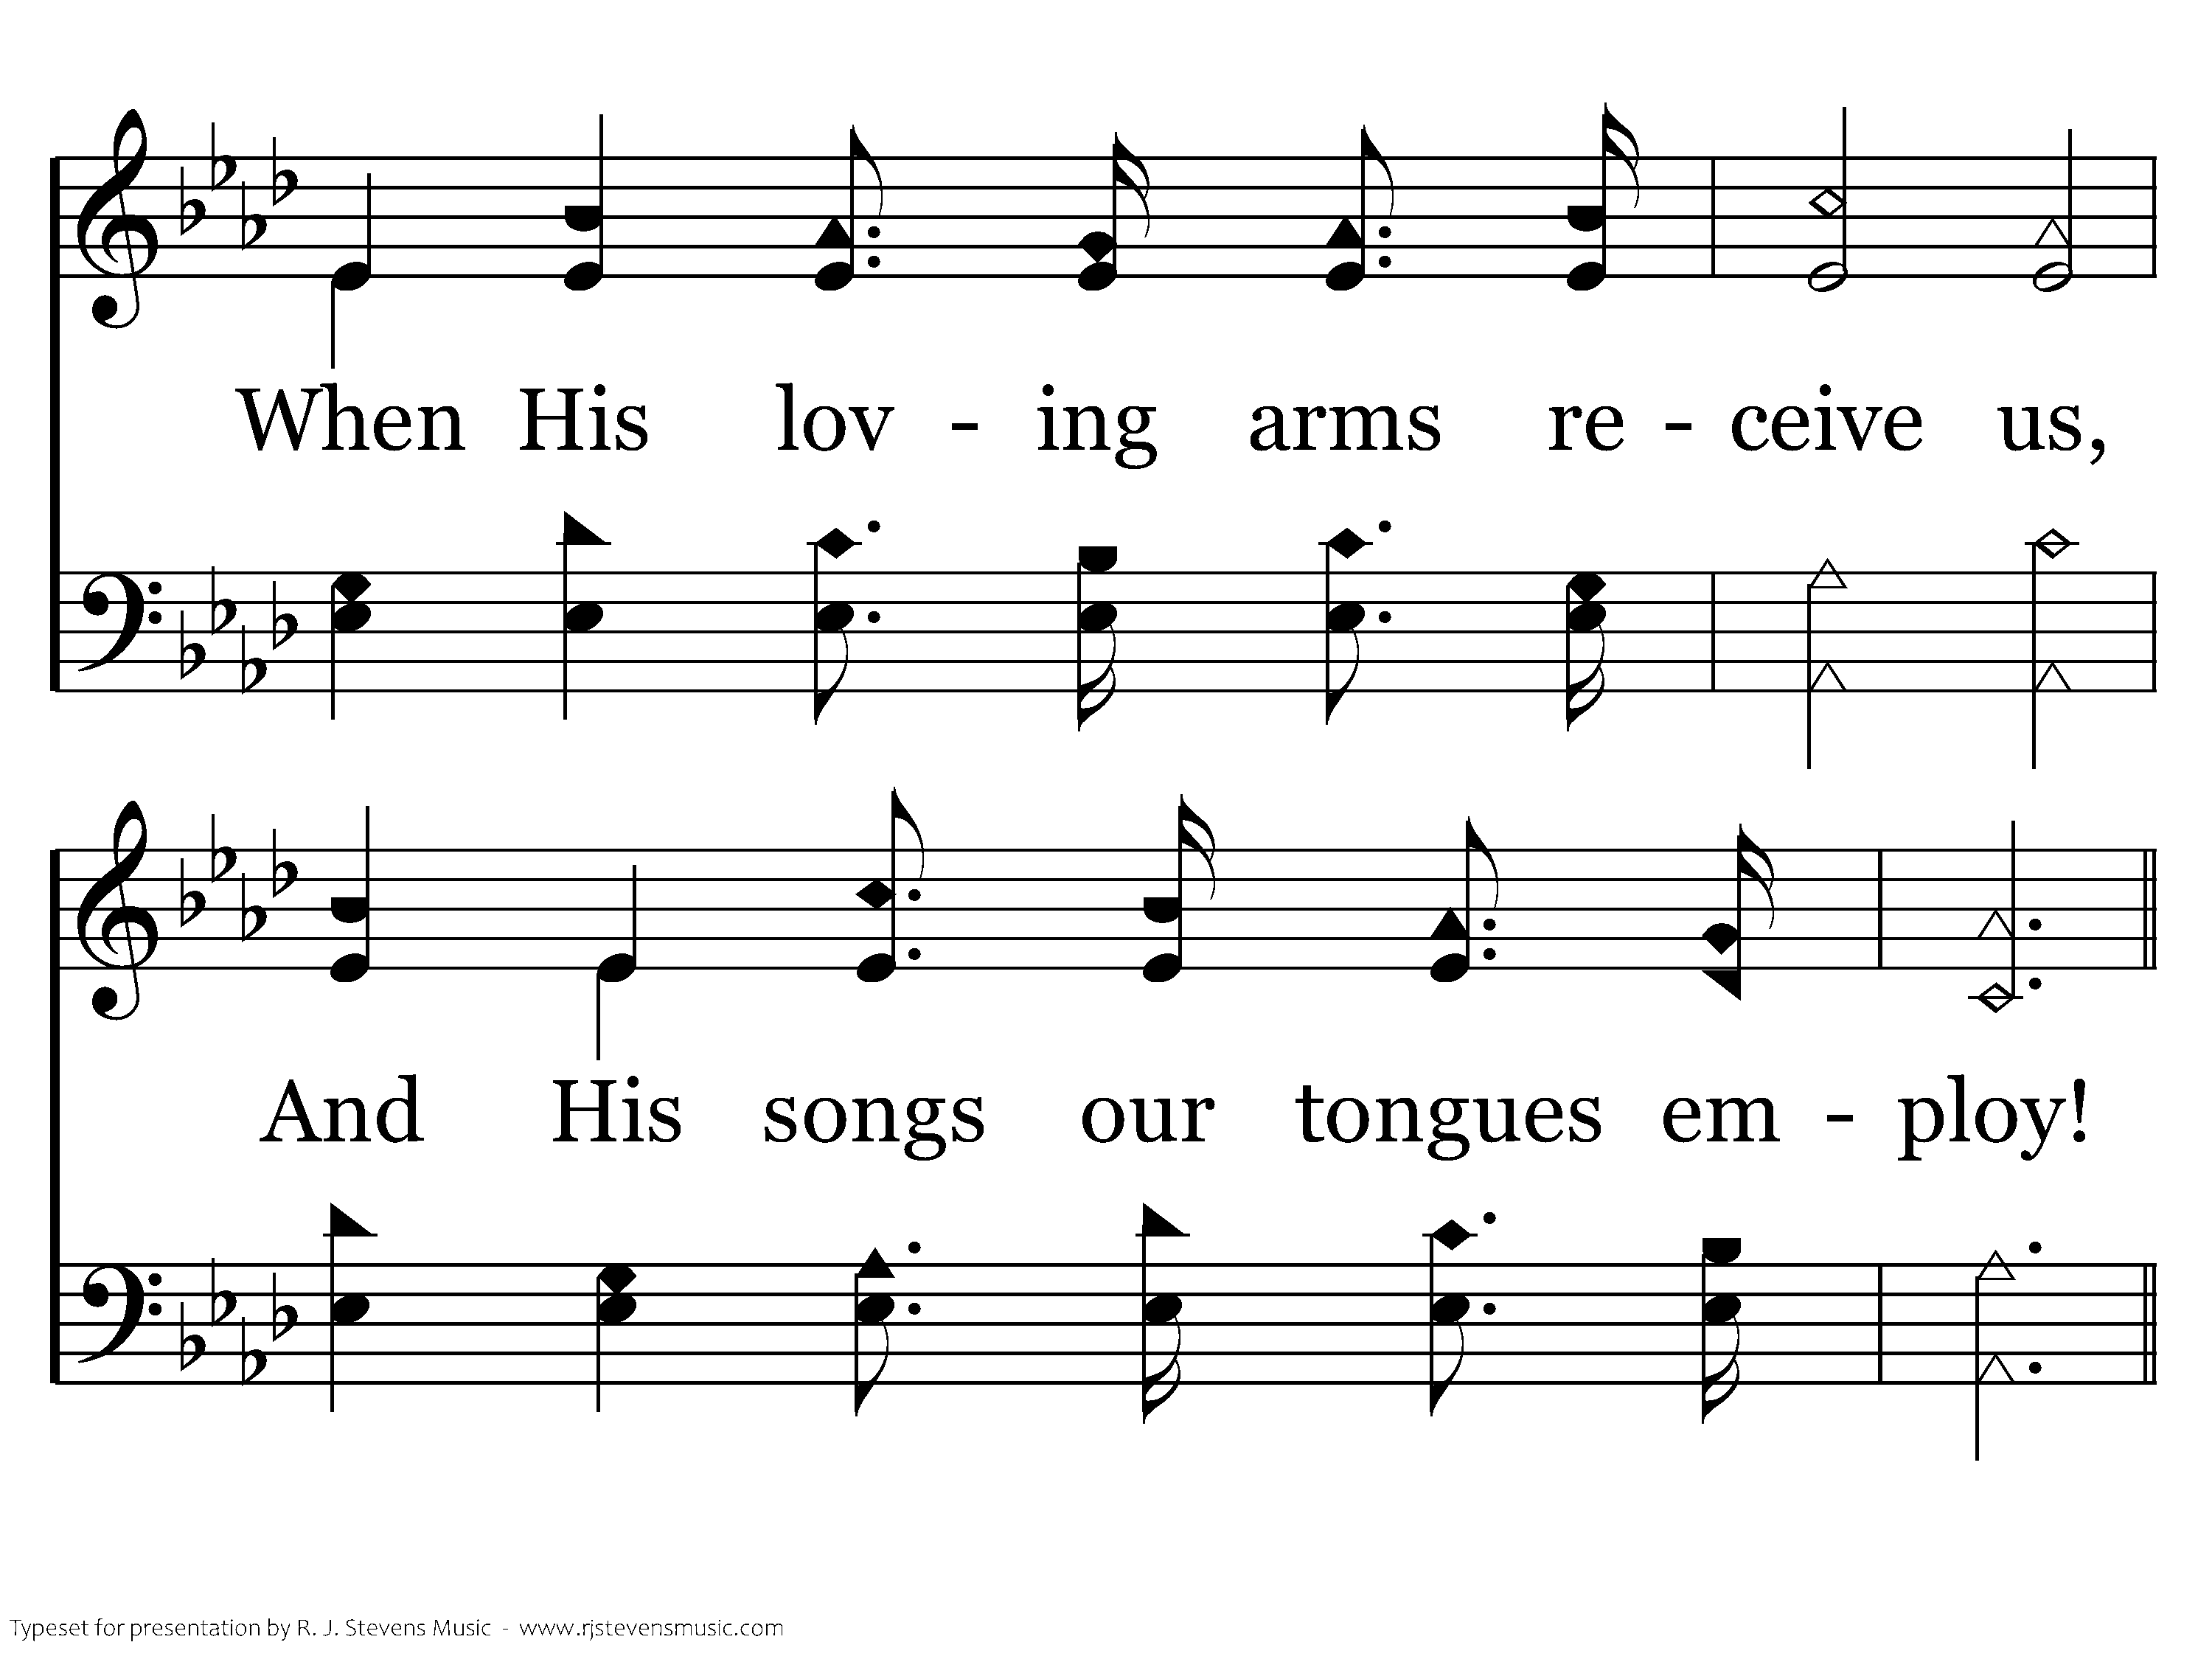 When His lov - ing arms re - ceive us,
And His songs our tongues em - ploy!
Typeset for presentation by R. J. Stevens Music - www.rjstevensmusic.com